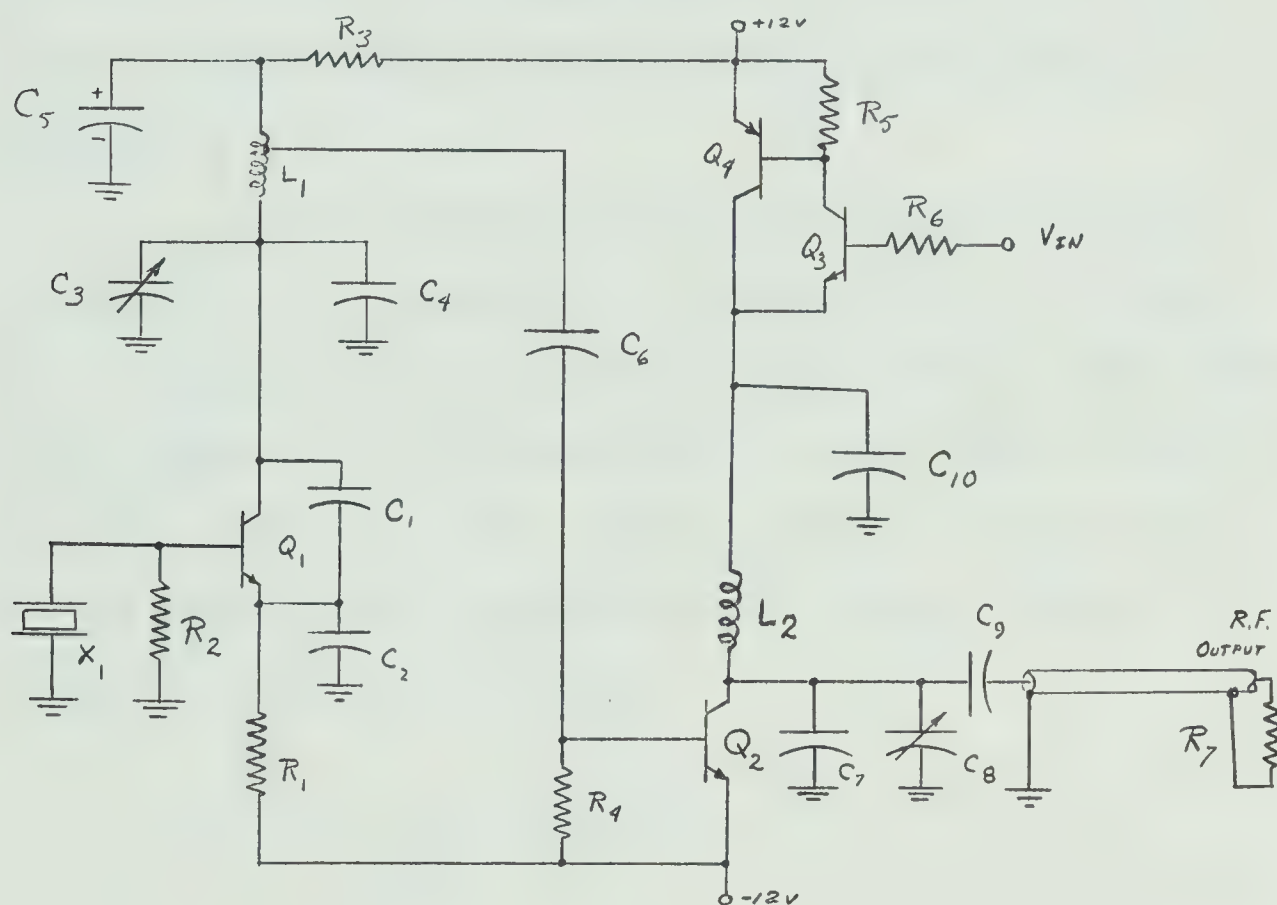 +12V
R3
C5
+
-
R5
Q4
L1
R6
VIN
Q3
C3
C4
C6
C10
C1
Q1
L2
C9
R.F.
OUTPUT
X1
R2
C2
Q2
R7
C7
C8
R1
R4
-12V